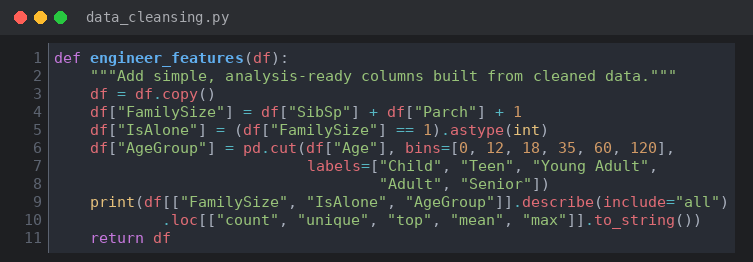 data_cleansing.py
1 def engineer_features(df):
2     """Add simple, analysis-ready columns built from cleaned data."""
3     df = df.copy()
4     df["FamilySize"] = df["SibSp"] + df["Parch"] + 1
5     df["IsAlone"] = (df["FamilySize"] == 1).astype(int)
6     df["AgeGroup"] = pd.cut(df["Age"], bins=[0, 12, 18, 35, 60, 120],
7                             labels=["Child", "Teen", "Young Adult",
8                                     "Adult", "Senior"])
9     print(df[["FamilySize", "IsAlone", "AgeGroup"]].describe(include="all")
10             .loc[["count", "unique", "top", "mean", "max"]].to_string())
11     return df